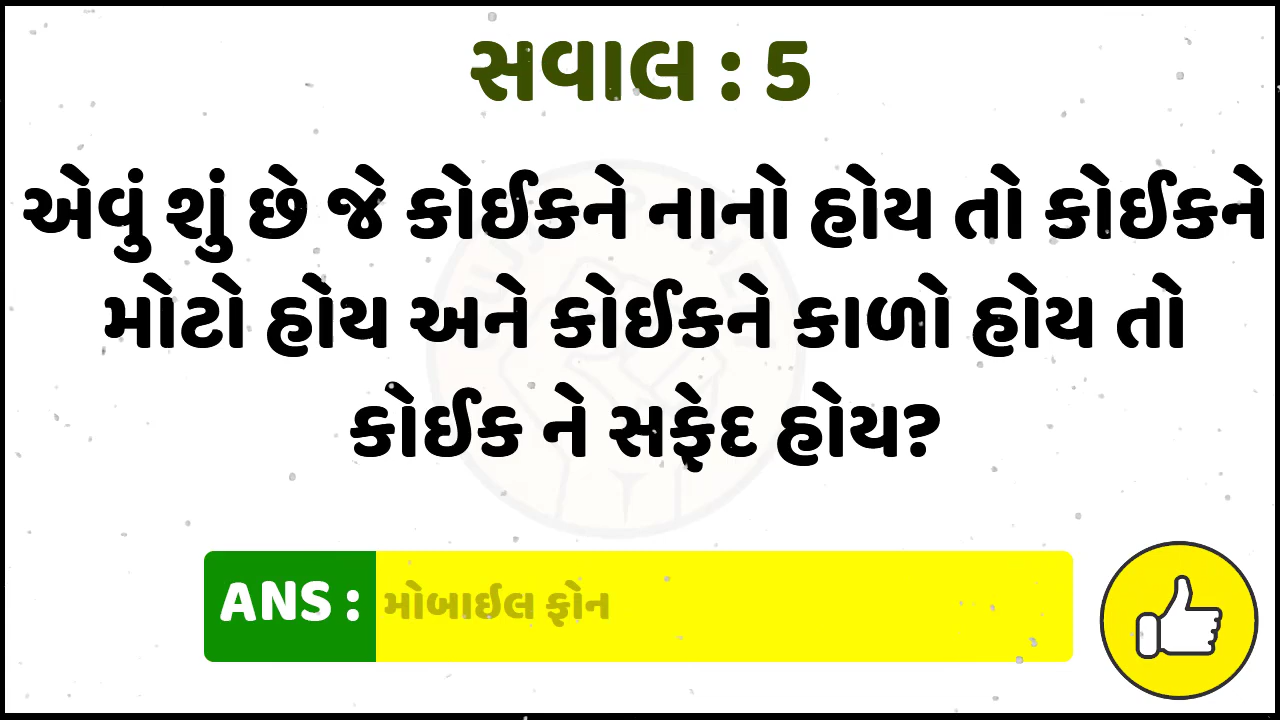 સવાલ : 5
એવું શું છે જે કોઈકને નાનો હોય તો કોઈકને
મોટો હોય અને કોઈકને કાળો હોય તો
કોઈક ને સફેદ હોય?
ANS : મોબાઈલ ફોન